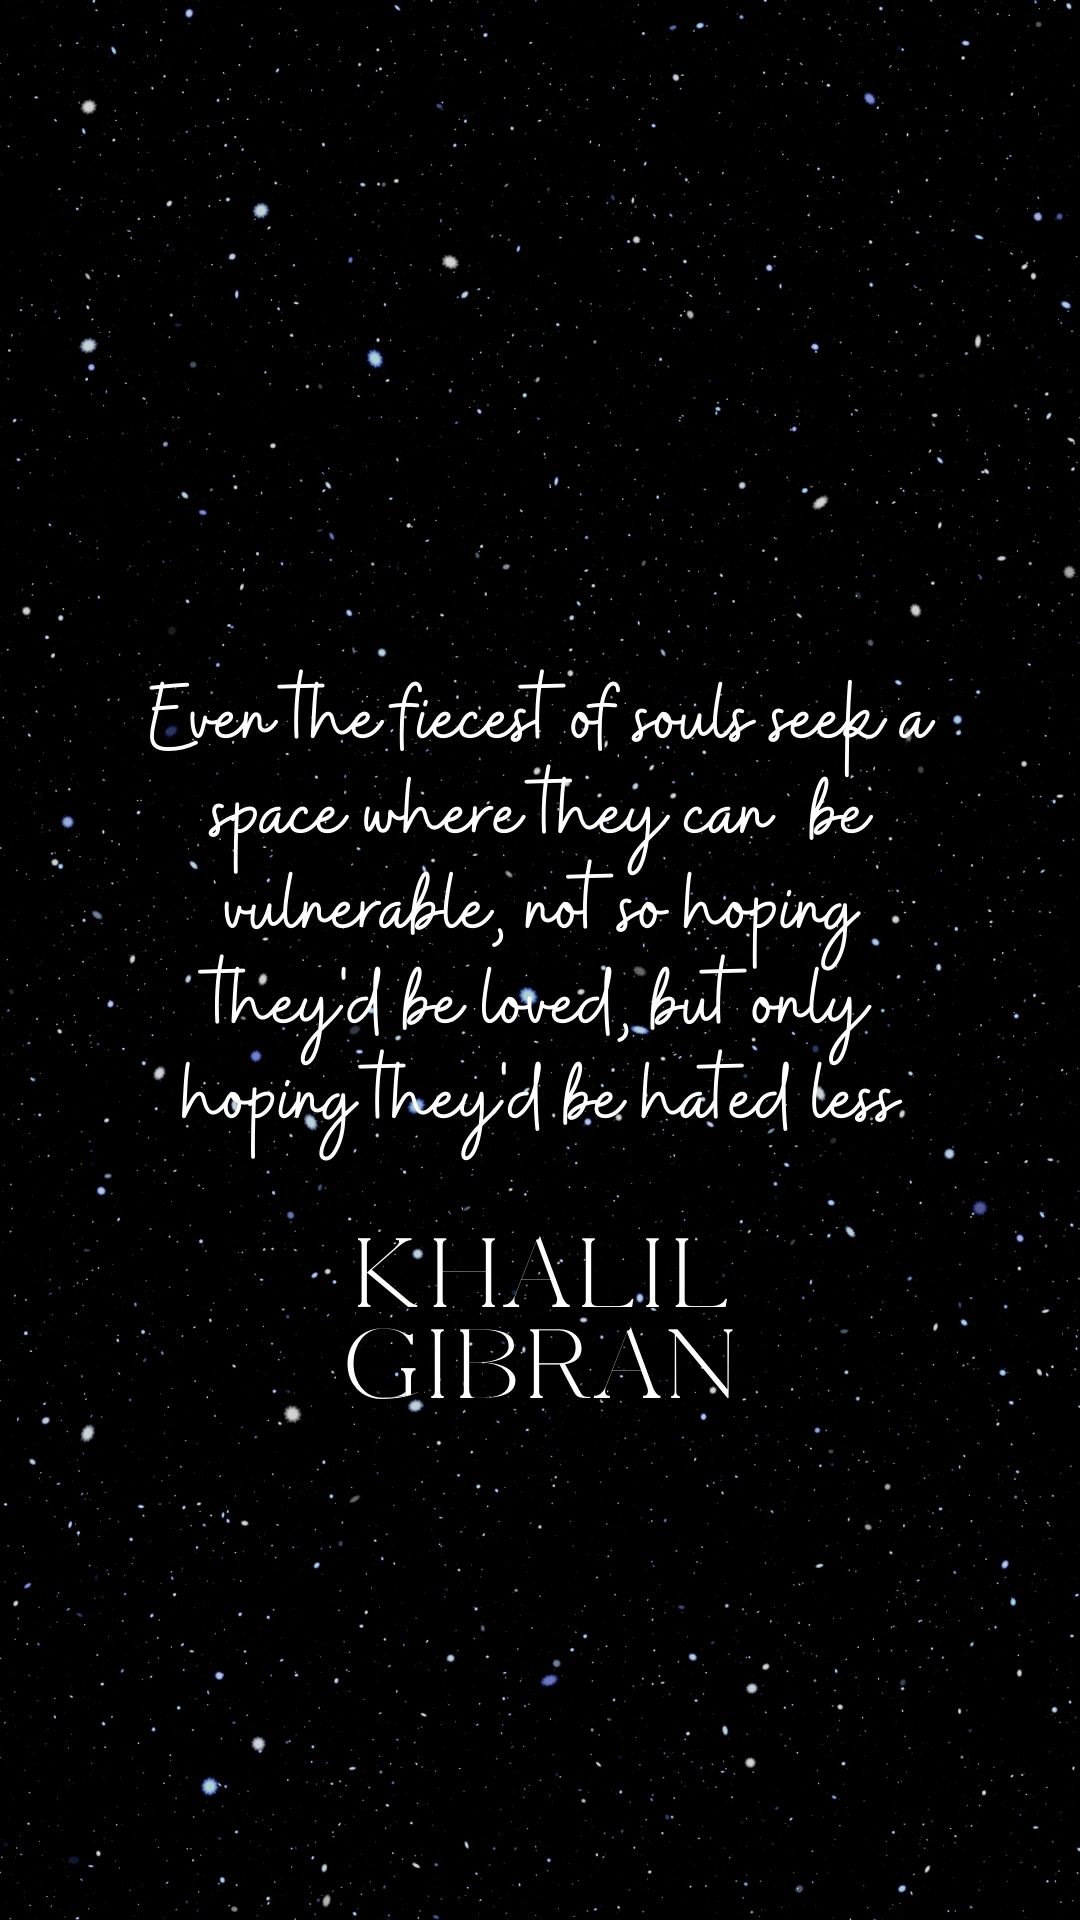 Even the fiecest of souls seek a
space where they can be
vulnerable, not so hoping
they'd be loved, but only
hoping they'd be hated less
KHALIL
GIBRAN